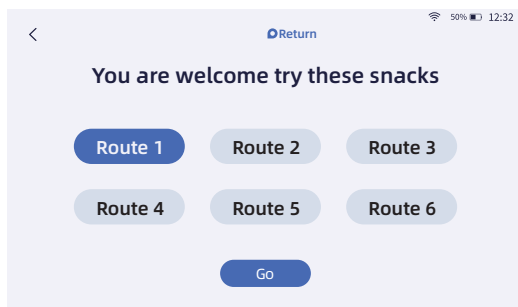 50% 12:32
Return
You are welcome try these snacks
Route 1 Route 2 Route 3
Route 4 Route 5 Route 6
Go